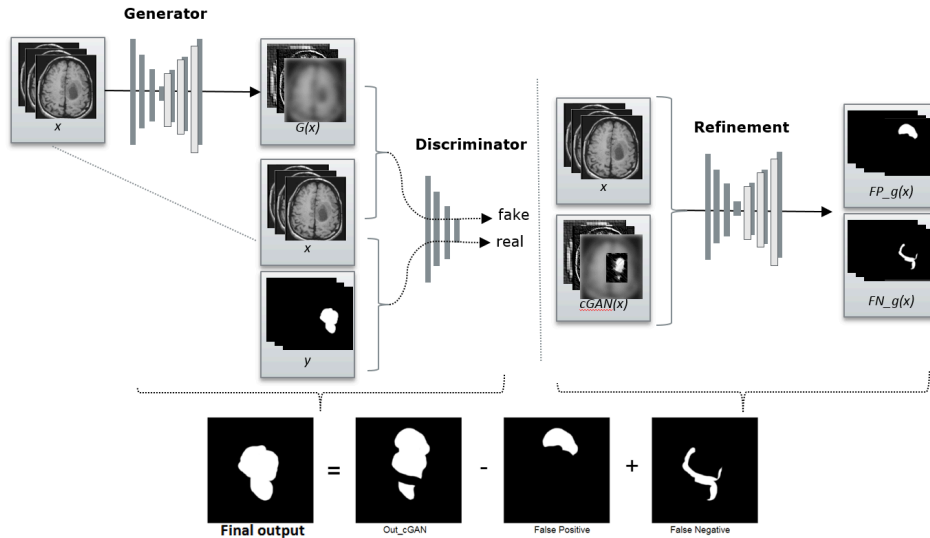 Generator
x
G(x)
Discriminator
x
fake
real
y
Refinement
x
cGAN(x)
FP_g(x)
FN_g(x)
=
-
+
Final output
Out_cGAN
False Positive
False Negative